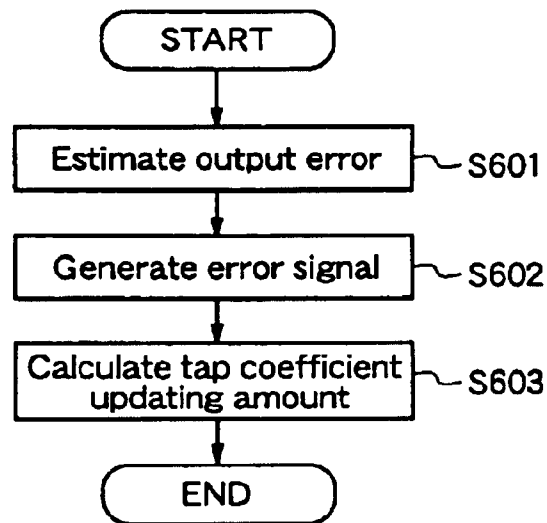 START
Estimate output error
S601
Generate error signal
S602
Calculate tap coefficient
updating amount
S603
END